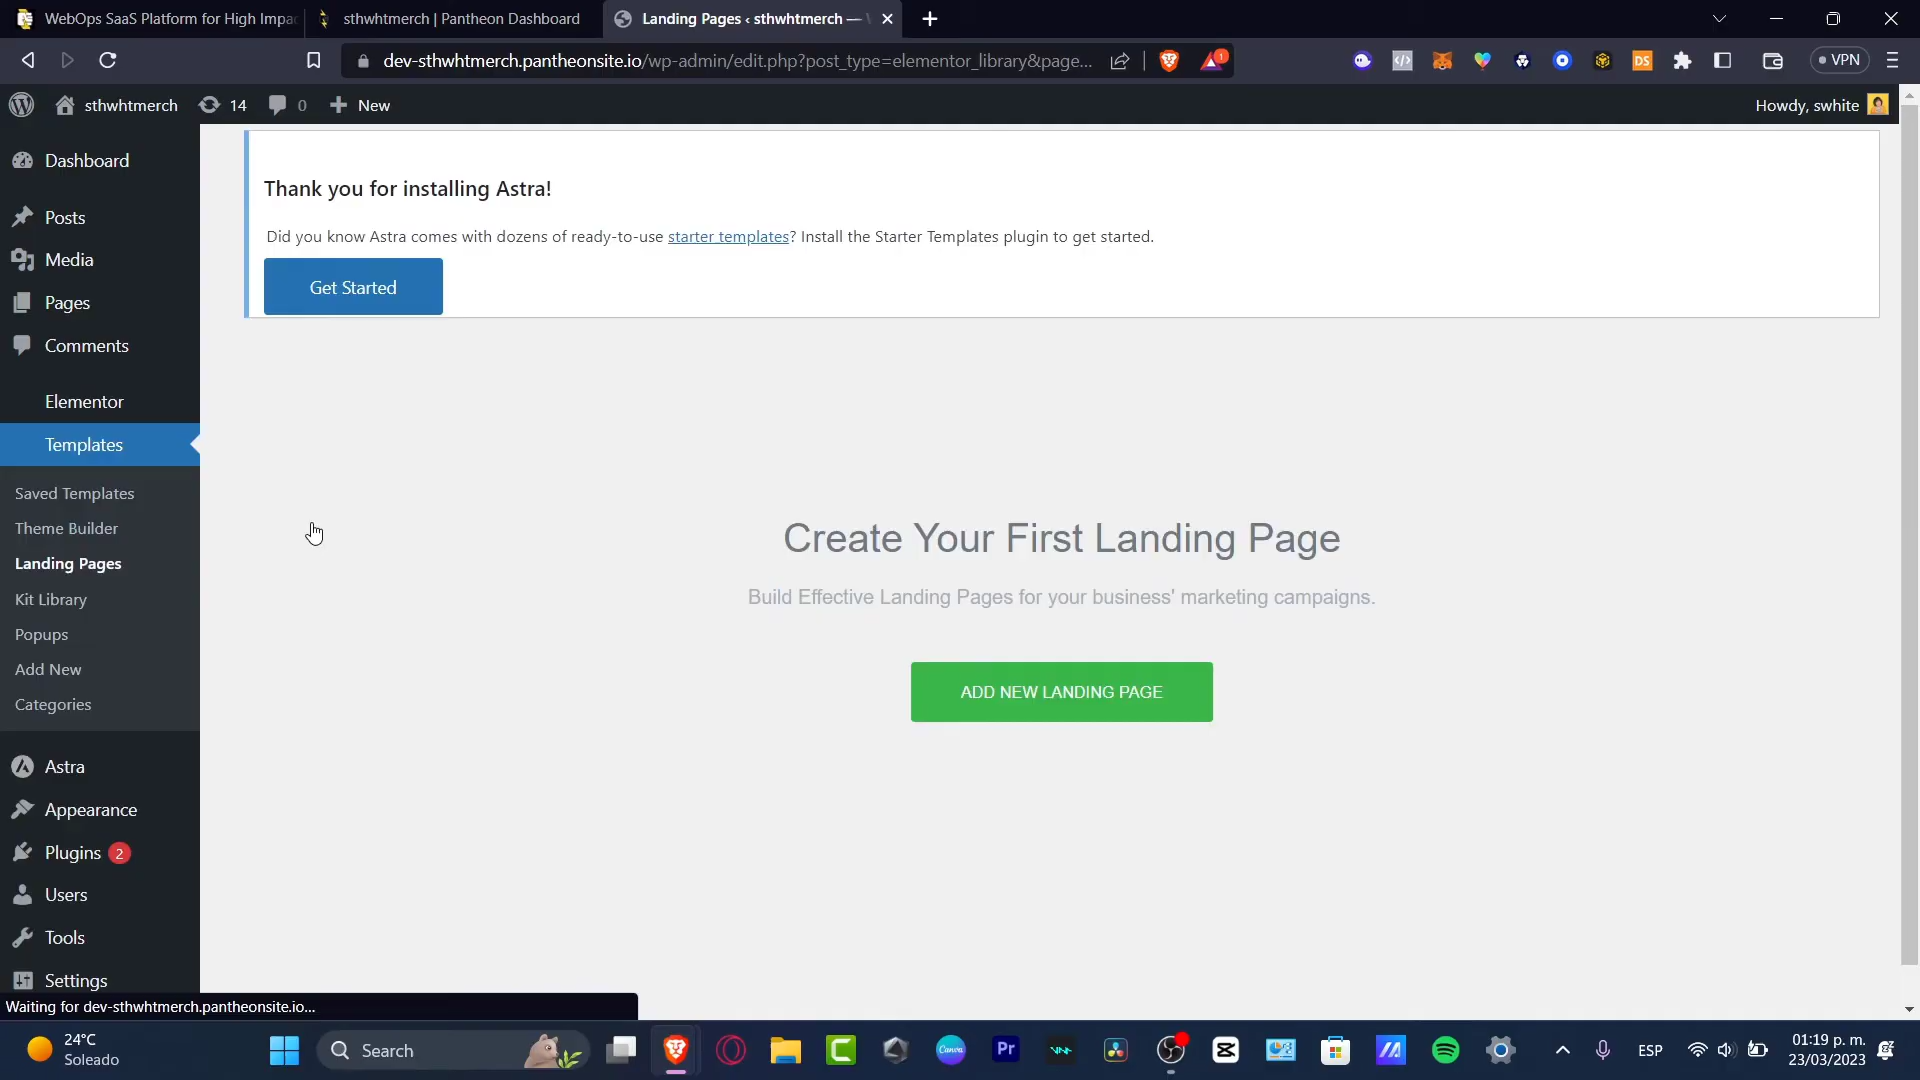 WebOps SaaS Platform for High Impac
sthwhtmerch | Pantheon Dashboard
Landing Pages ‹ sthwhtmerch —
dev-sthwhtmerch.pantheonsite.io/wp-admin/edit.php?post_type=elementor_library&page...
1
DS
VPN
sthwhtmerch
14
0
New
Howdy, swhite
Dashboard
Posts
Media
Pages
Comments
Elementor
Templates
Saved Templates
Theme Builder
Landing Pages
Kit Library
Popups
Add New
Categories
Astra
Appearance
Plugins 2
Users
Tools
Settings
Thank you for installing Astra!
Did you know Astra comes with dozens of ready-to-use starter templates? Install the Starter Templates plugin to get started.
Get Started
Create Your First Landing Page
Build Effective Landing Pages for your business' marketing campaigns.
ADD NEW LANDING PAGE
Waiting for dev-sthwhtmerch.pantheonsite.io...
24°C
Soleado
Search
Canva
Pr
ESP
01:19 p. m.
23/03/2023